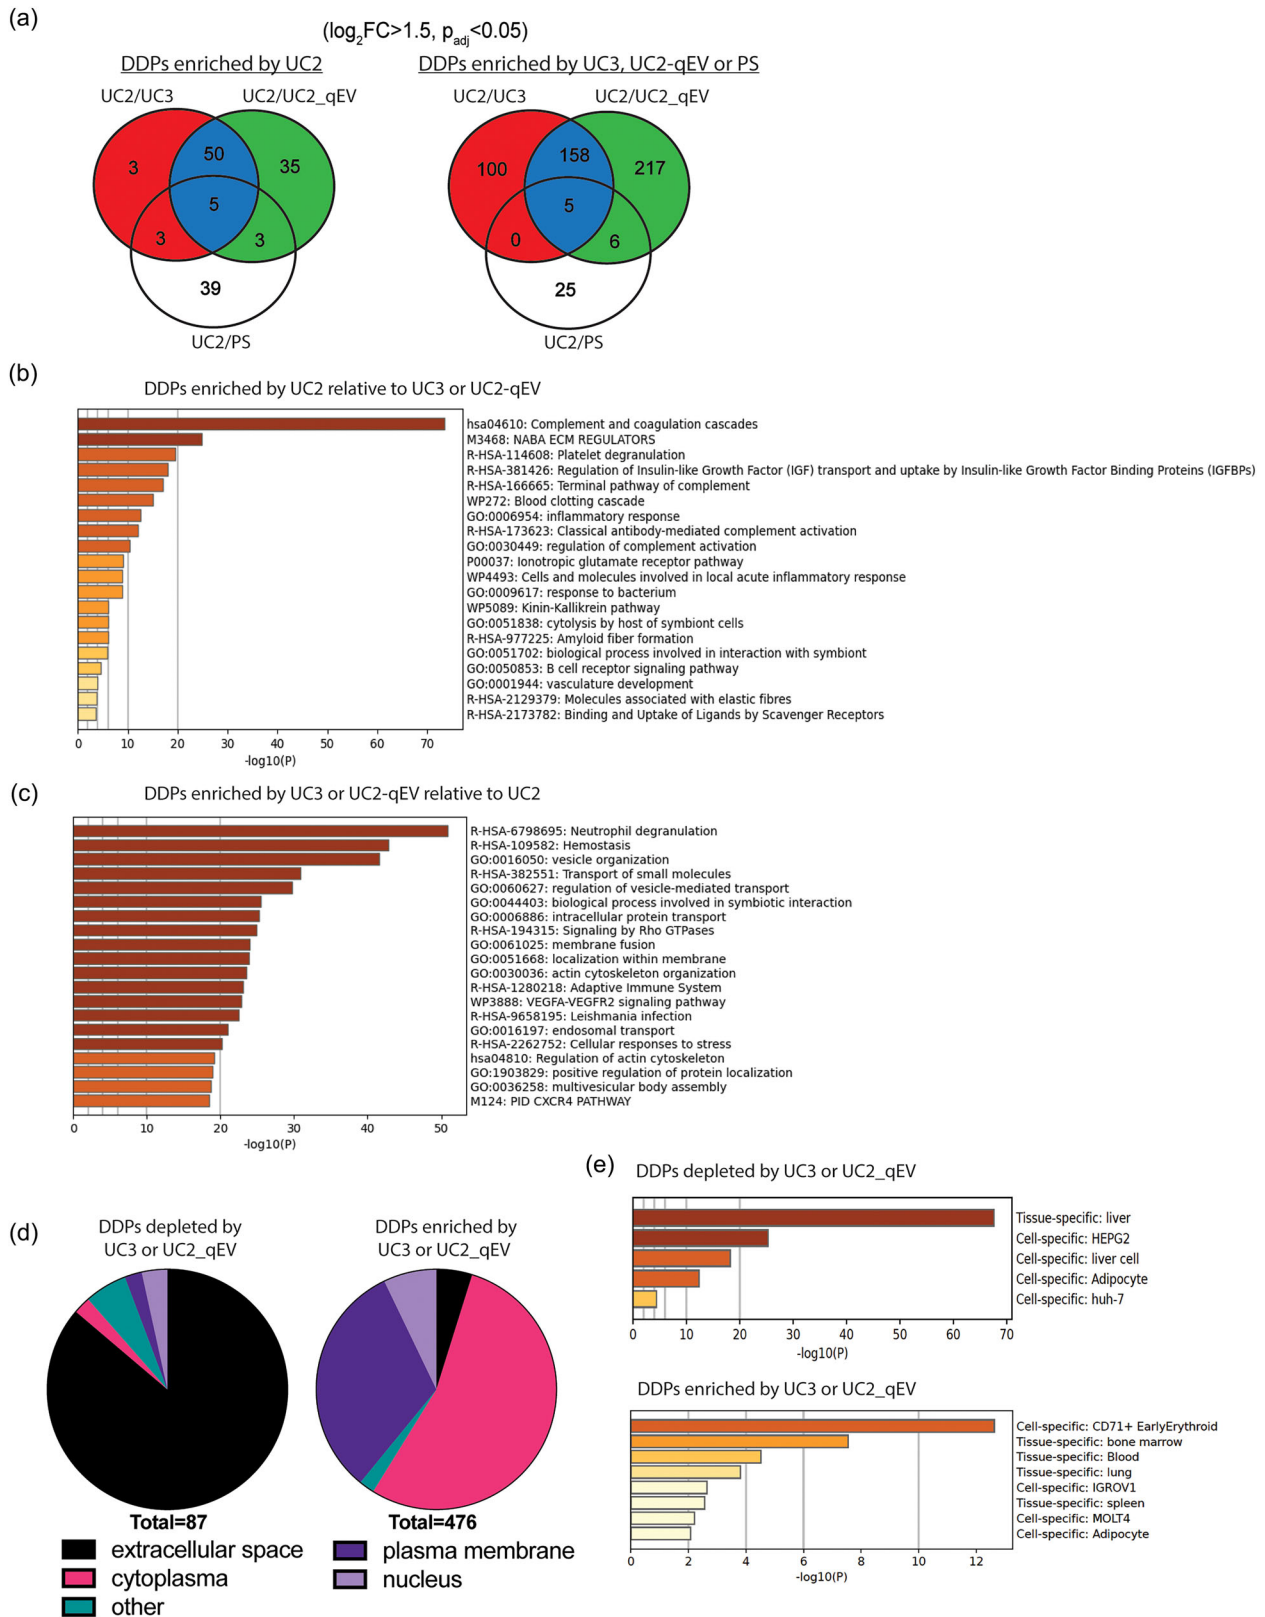 (a)
(log2FC>1.5, padj<0.05)
DDPs enriched by UC2
DDPs enriched by UC3, UC2-qEV or PS
UC2/UC3
UC2/UC2_qEV
UC2/UC3
UC2/UC2_qEV
3
50
35
5
3
3
39
UC2/PS
100
158
217
5
0
6
25
UC2/PS
(b)
DDPs enriched by UC2 relative to UC3 or UC2-qEV
hsa04610: Complement and coagulation cascades
M3468: NABA ECM REGULATORS
R-HSA-114608: Platelet degranulation
R-HSA-381426: Regulation of Insulin-like Growth Factor (IGF) transport and uptake by Insulin-like Growth Factor Binding Proteins (IGFBPs)
R-HSA-166665: Terminal pathway of complement
WP272: Blood clotting cascade
GO:0006954: inflammatory response
R-HSA-173623: Classical antibody-mediated complement activation
GO:0030449: regulation of complement activation
P00037: Ionotropic glutamate receptor pathway
WP4493: Cells and molecules involved in local acute inflammatory response
GO:0009617: response to bacterium
WP5089: Kinin-Kallikrein pathway
GO:0051838: cytolysis by host of symbiont cells
R-HSA-977225: Amyloid fiber formation
GO:0051702: biological process involved in interaction with symbiont
GO:0050853: B cell receptor signaling pathway
GO:0001944: vasculature development
R-HSA-2129379: Molecules associated with elastic fibres
R-HSA-2173782: Binding and Uptake of Ligands by Scavenger Receptors
0 10 20 30 40 50 60 70
-log10(P)
(c)
DDPs enriched by UC3 or UC2-qEV relative to UC2
R-HSA-6798695: Neutrophil degranulation
R-HSA-109582: Hemostasis
GO:0016050: vesicle organization
R-HSA-382551: Transport of small molecules
GO:0060627: regulation of vesicle-mediated transport
GO:0044403: biological process involved in symbiotic interaction
GO:0006886: intracellular protein transport
R-HSA-194315: Signaling by Rho GTPases
GO:0061025: membrane fusion
GO:0051668: localization within membrane
GO:0030036: actin cytoskeleton organization
R-HSA-1280218: Adaptive Immune System
WP3888: VEGFA-VEGFR2 signaling pathway
R-HSA-9658195: Leishmania infection
GO:0016197: endosomal transport
R-HSA-2262752: Cellular responses to stress
hsa04810: Regulation of actin cytoskeleton
GO:1903829: positive regulation of protein localization
GO:0036258: multivesicular body assembly
M124: PID CXCR4 PATHWAY
0 10 20 30 40 50
-log10(P)
(d)
DDPs depleted by
UC3 or UC2_qEV
DDPs enriched by
UC3 or UC2_qEV
Total=87
Total=476
extracellular space
cytoplasma
other
plasma membrane
nucleus
(e)
DDPs depleted by UC3 or UC2_qEV
Tissue-specific: liver
Cell-specific: HEPG2
Cell-specific: liver cell
Cell-specific: Adipocyte
Cell-specific: huh-7
0 10 20 30 40 50 60 70
-log10(P)
DDPs enriched by UC3 or UC2_qEV
Cell-specific: CD71+ EarlyErythroid
Tissue-specific: bone marrow
Tissue-specific: Blood
Tissue-specific: lung
Cell-specific: IGROV1
Tissue-specific: spleen
Cell-specific: MOLT4
Cell-specific: Adipocyte
0 2 4 6 8 10 12
-log10(P)